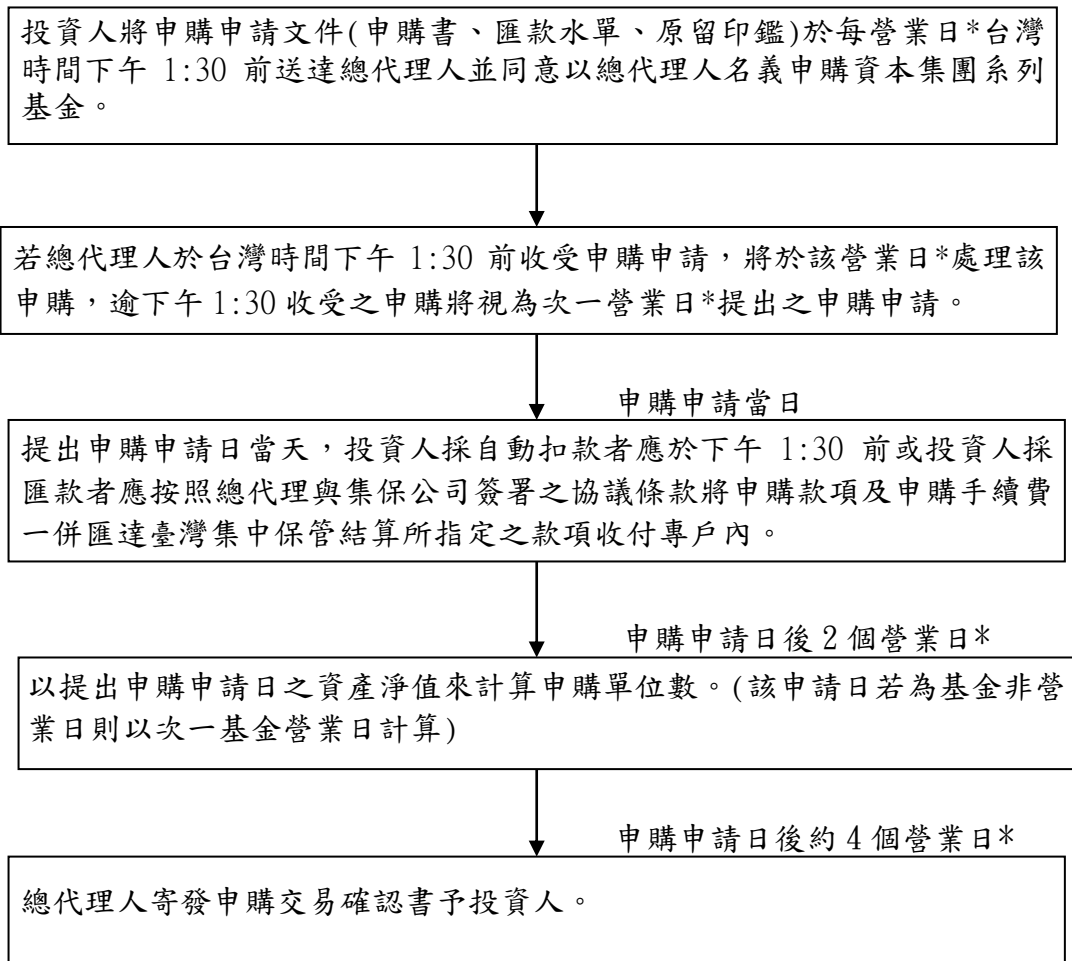 投資人將申購申請文件(申購書、匯款水單、原留印鑑)於每營業日*台灣
時間下午 1:30 前送達總代理人並同意以總代理人名義申購資本集團系列
基金。
若總代理人於台灣時間下午 1:30 前收受申購申請，將於該營業日*處理該
申購，逾下午 1:30 收受之申購將視為次一營業日*提出之申購申請。
申購申請當日
提出申購申請日當天，投資人採自動扣款者應於下午 1:30 前或投資人採
匯款者應按照總代理與集保公司簽署之協議條款將申購款項及申購手續費
一併匯達臺灣集中保管結算所指定之款項收付專戶內。
申購申請日後 2 個營業日*
以提出申購申請日之資產淨值來計算申購單位數。(該申請日若為基金非營
業日則以次一基金營業日計算)
申購申請日後約 4 個營業日*
總代理人寄發申購交易確認書予投資人。